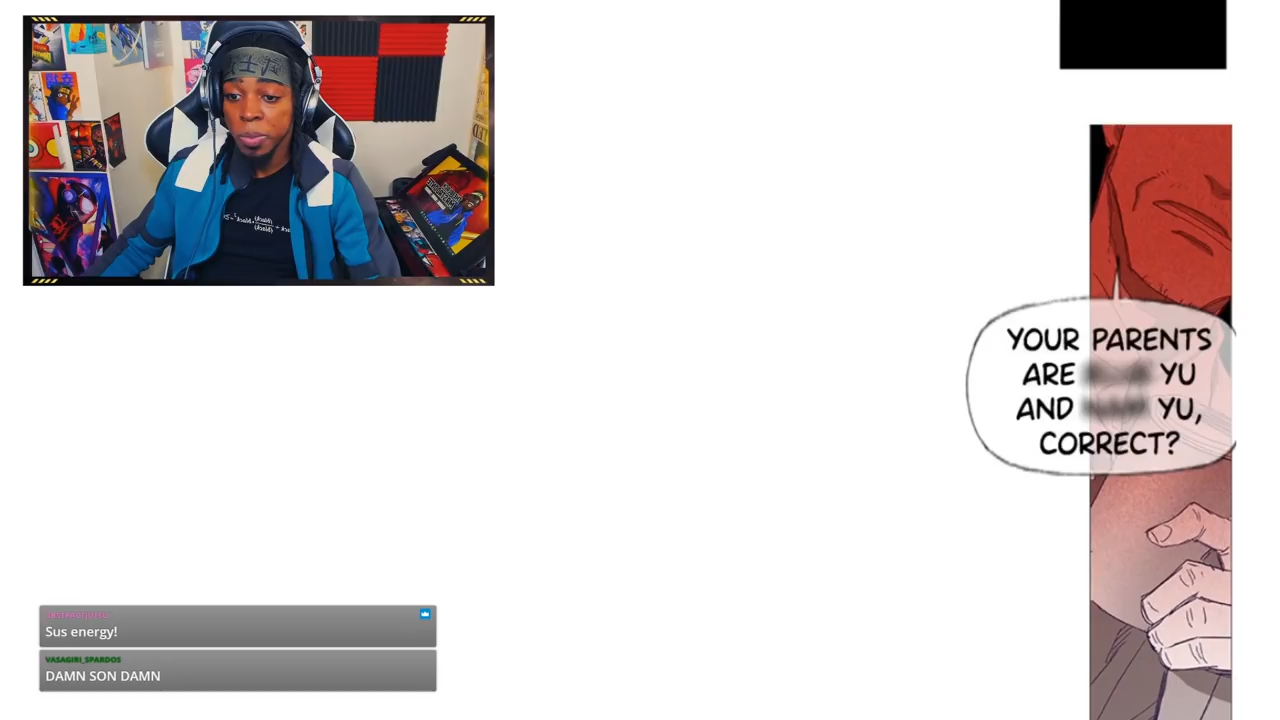 YOUR PARENTS
ARE YU
AND YU,
CORRECT?
Sus energy!
VASAGIRI_SPARDOS
DAMN SON DAMN